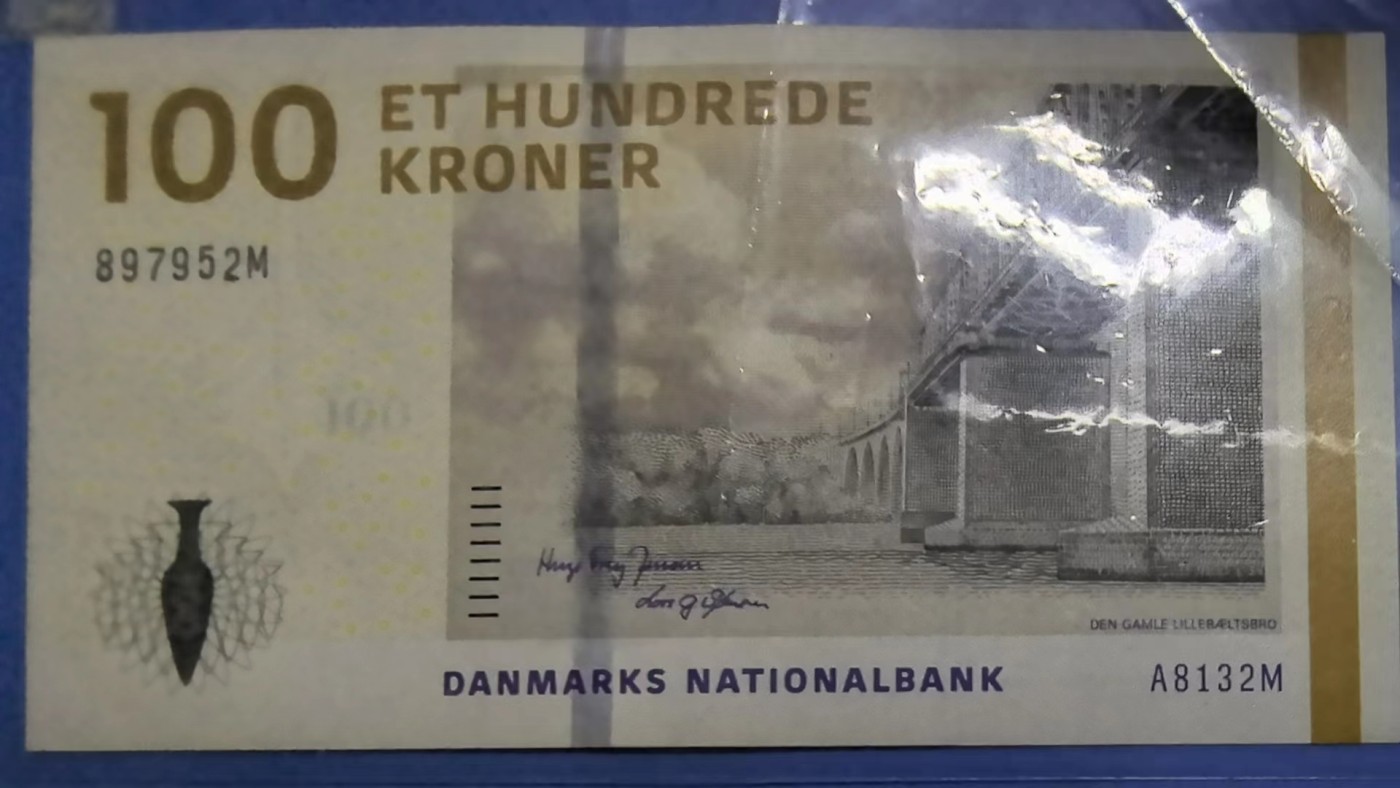 100
ET HUNDREDE
KRONER
897952M
100
DEN GAMLE LILLEBÆLTSBRO
DANMARKS NATIONALBANK
A8132M